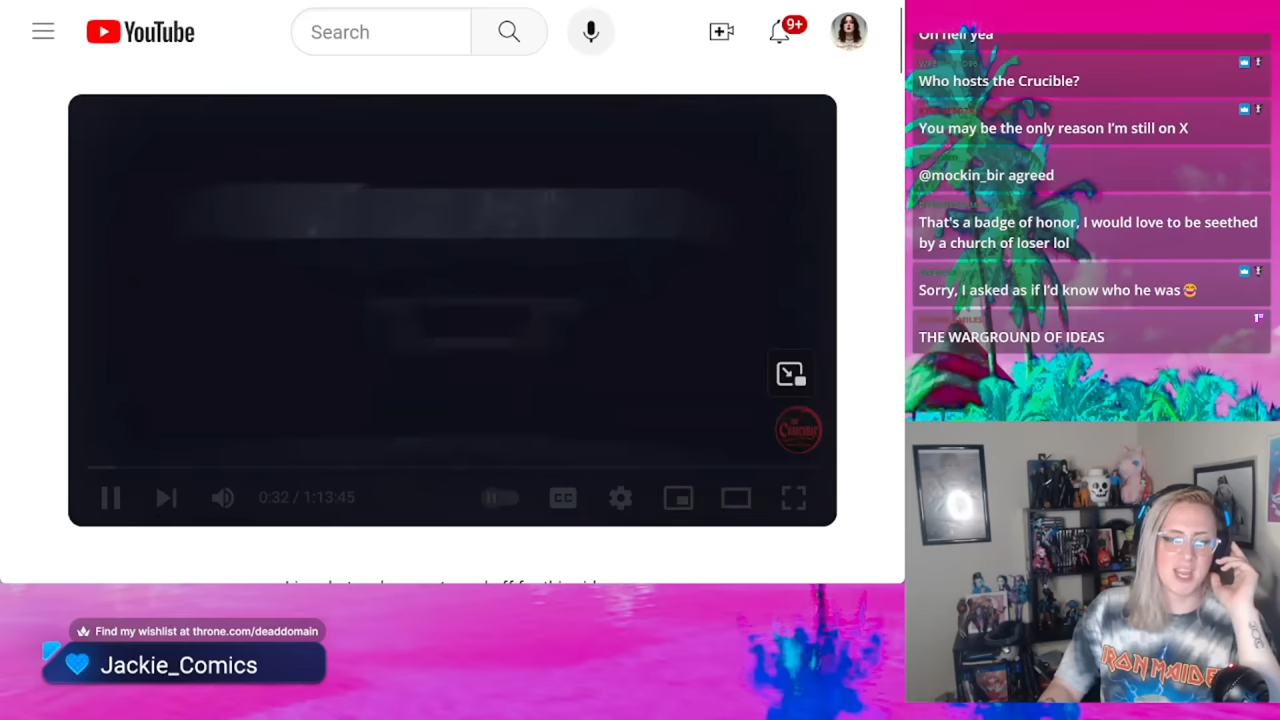 YouTube
Search
9+
Oh hell yea
Who hosts the Crucible?
You may be the only reason I'm still on X
@mockin_bir agreed
That's a badge of honor, I would love to be seethed
by a church of loser lol
Sorry, I asked as if I'd know who he was
THE WARGROUND OF IDEAS
THE
CRUCIBLE
0:32 / 1:13:45
CC
Find my wishlist at throne.com/deaddomain
Jackie_Comics
IRON MAIDEN